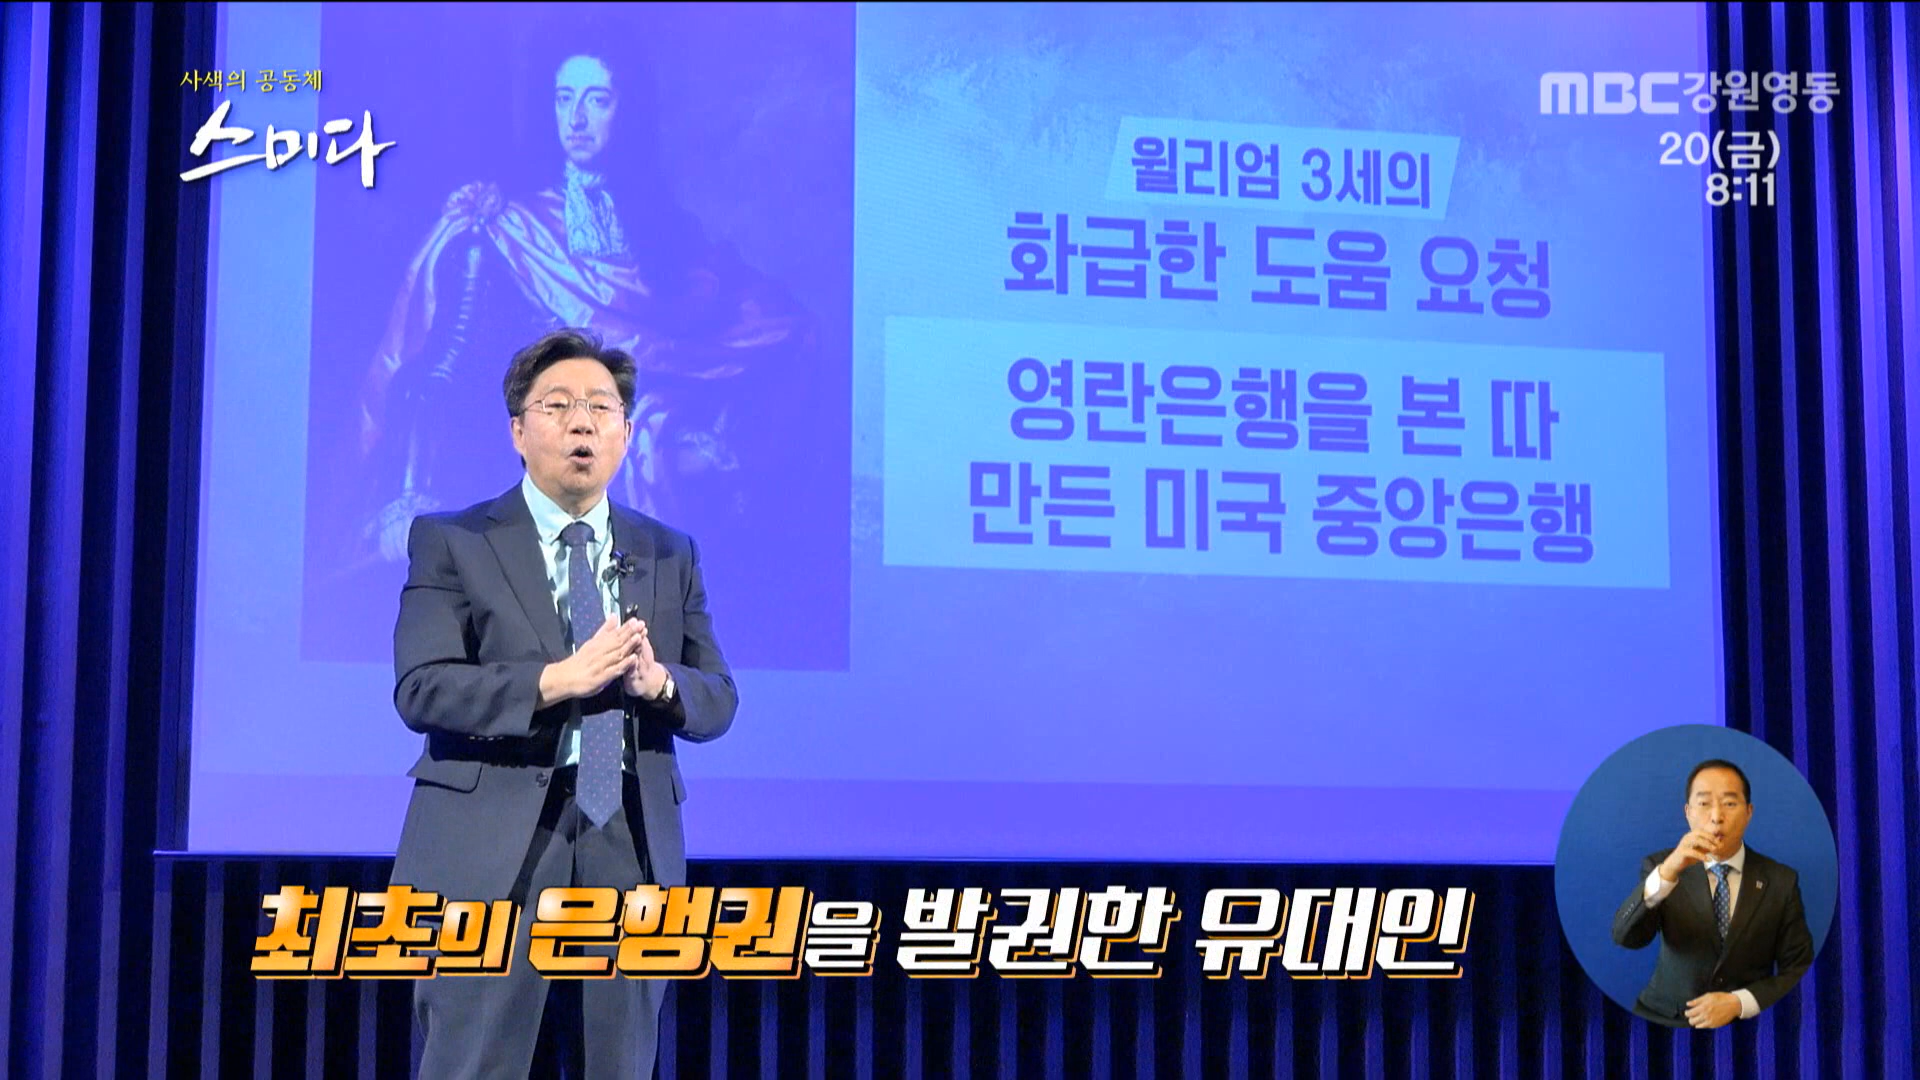 사색의 공동체
스미다
MBC강원영동
20(금)
8:11
윌리엄 3세의
화급한 도움 요청
영란은행을 본 따
만든 미국 중앙은행
최초의 은행권을 발권한 유대인